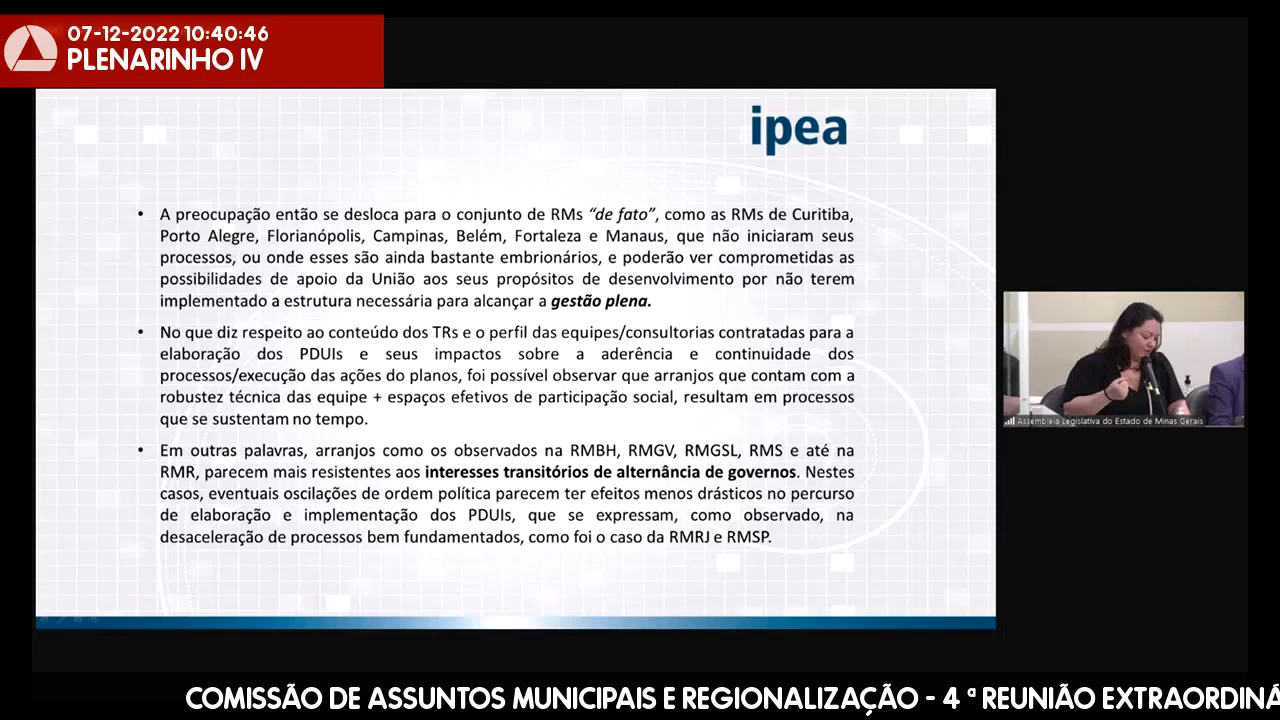 07-12-2022 10:40:46
PLENARINHO IV
ipea
• A preocupação então se desloca para o conjunto de RMs “de fato”, como as RMs de Curitiba,
Porto Alegre, Florianópolis, Campinas, Belém, Fortaleza e Manaus, que não iniciaram seus
processos, ou onde esses são ainda bastante embrionários, e poderão ver comprometidas as
possibilidades de apoio da União aos seus propósitos de desenvolvimento por não terem
implementado a estrutura necessária para alcançar a gestão plena.
• No que diz respeito ao conteúdo dos TRs e o perfil das equipes/consultorias contratadas para a
elaboração dos PDUIs e seus impactos sobre a aderência e continuidade dos
processos/execução das ações do planos, foi possível observar que arranjos que contam com a
robustez técnica das equipe + espaços efetivos de participação social, resultam em processos
que se sustentam no tempo.
• Em outras palavras, arranjos como os observados na RMBH, RMGV, RMGSL, RMS e até na
RMR, parecem mais resistentes aos interesses transitórios de alternância de governos. Nestes
casos, eventuais oscilações de ordem política parecem ter efeitos menos drásticos no percurso
de elaboração e implementação dos PDUIs, que se expressam, como observado, na
desaceleração de processos bem fundamentados, como foi o caso da RMRJ e RMSP.
Assembleia Legislativa do Estado de Minas Gerais
COMISSÃO DE ASSUNTOS MUNICIPAIS E REGIONALIZAÇÃO - 4 ª REUNIÃO EXTRAORDINÁ